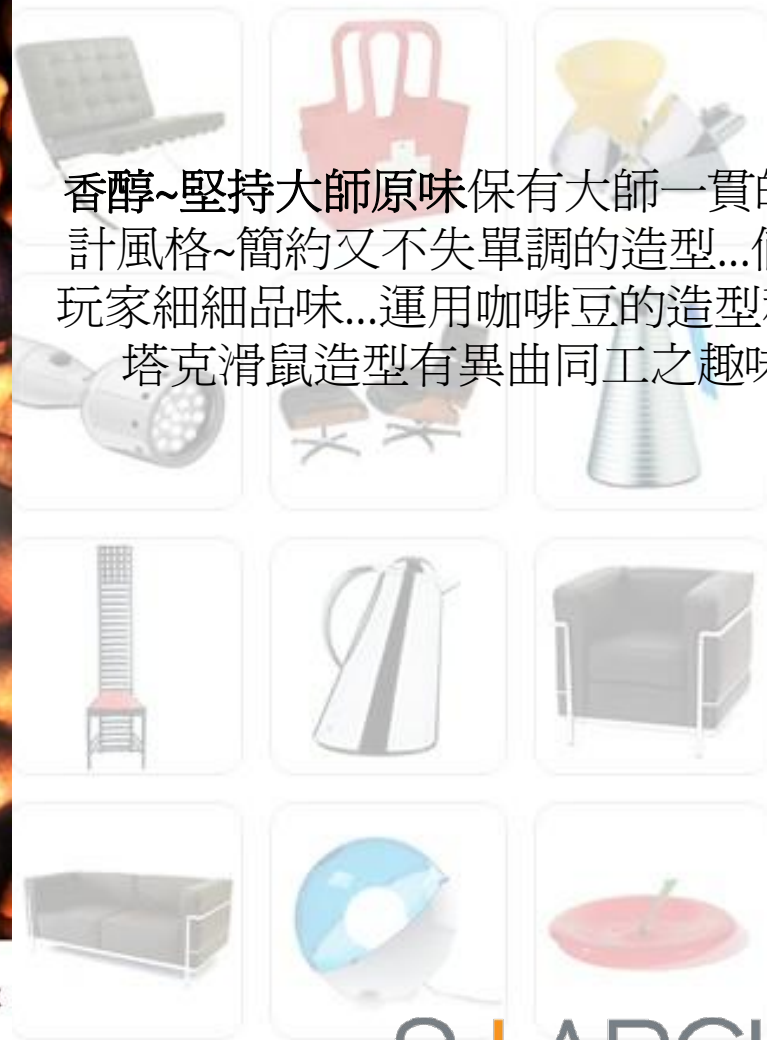 香醇~堅持大師原味保有大師一貫的
計風格~簡約又不失單調的造型...
玩家細細品味...運用咖啡豆的造型
塔克滑鼠造型有異曲同工之趣味